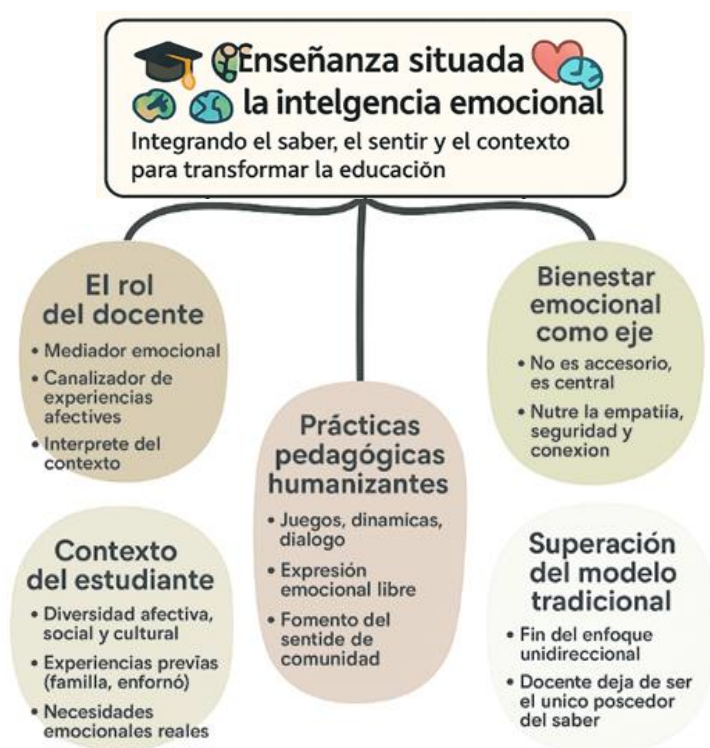 Enseñanza situada
la intelgencia emocional
Integrando el saber, el sentir y el contexto
para transformar la educación
El rol
del docente
• Mediador emocional
• Canalizador de
experiencias
afectives
• Interprete del
contexto
Prácticas
pedagógicas
humanizantes
• Juegos, dinamicas,
dialogo
• Expresión
emocional libre
• Fomento del
sentide de
comunidad
Bienestar
emocional
como eje
• No es accesorio,
es central
• Nutre la empatiía,
seguridad y
conexion
Contexto
del estudiante
• Diversidad afectiva,
social y cultural
• Experiencias previas
(familla, enfornó)
• Necesidades
emocionales reales
Superación
del modelo
tradicional
• Fin del enfoque
unidireccional
• Docente deja de ser
el unico poscedor
del saber